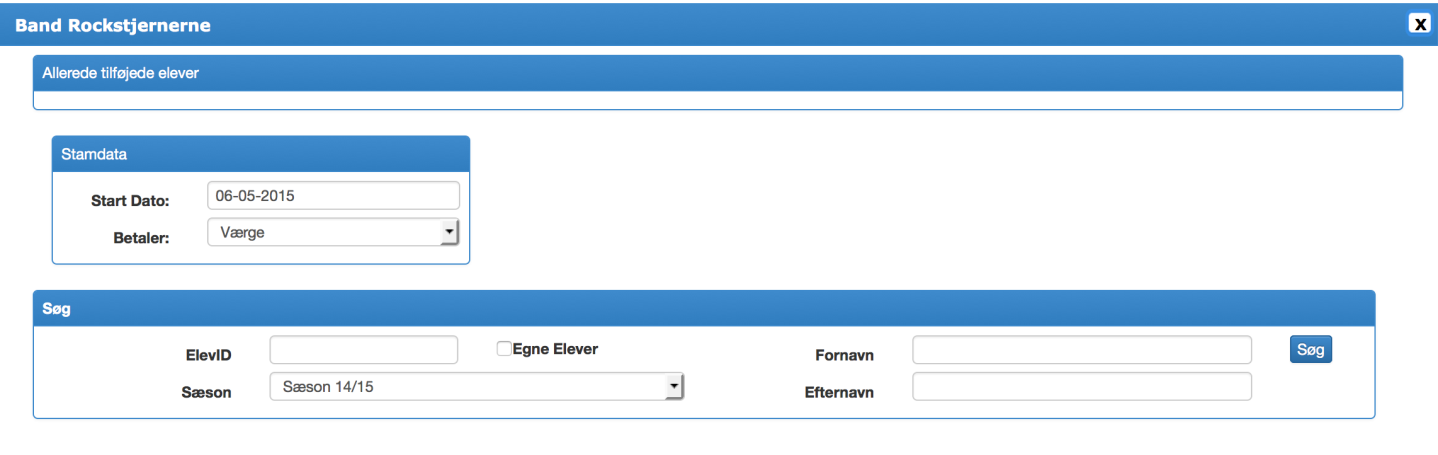 Band Rockstjernerne X
Allerede tilføjede elever
Stamdata
Start Dato: 06-05-2015
Betaler: Værge
Søg
ElevID Egne Elever Fornavn Søg
Sæson Sæson 14/15 Efternavn